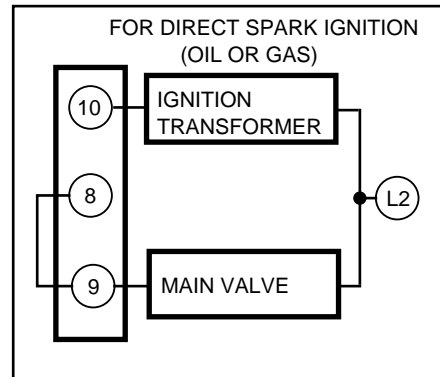 FOR DIRECT SPARK IGNITION
(OIL OR GAS)
10
IGNITION
TRANSFORMER
8
L2
9
MAIN VALVE